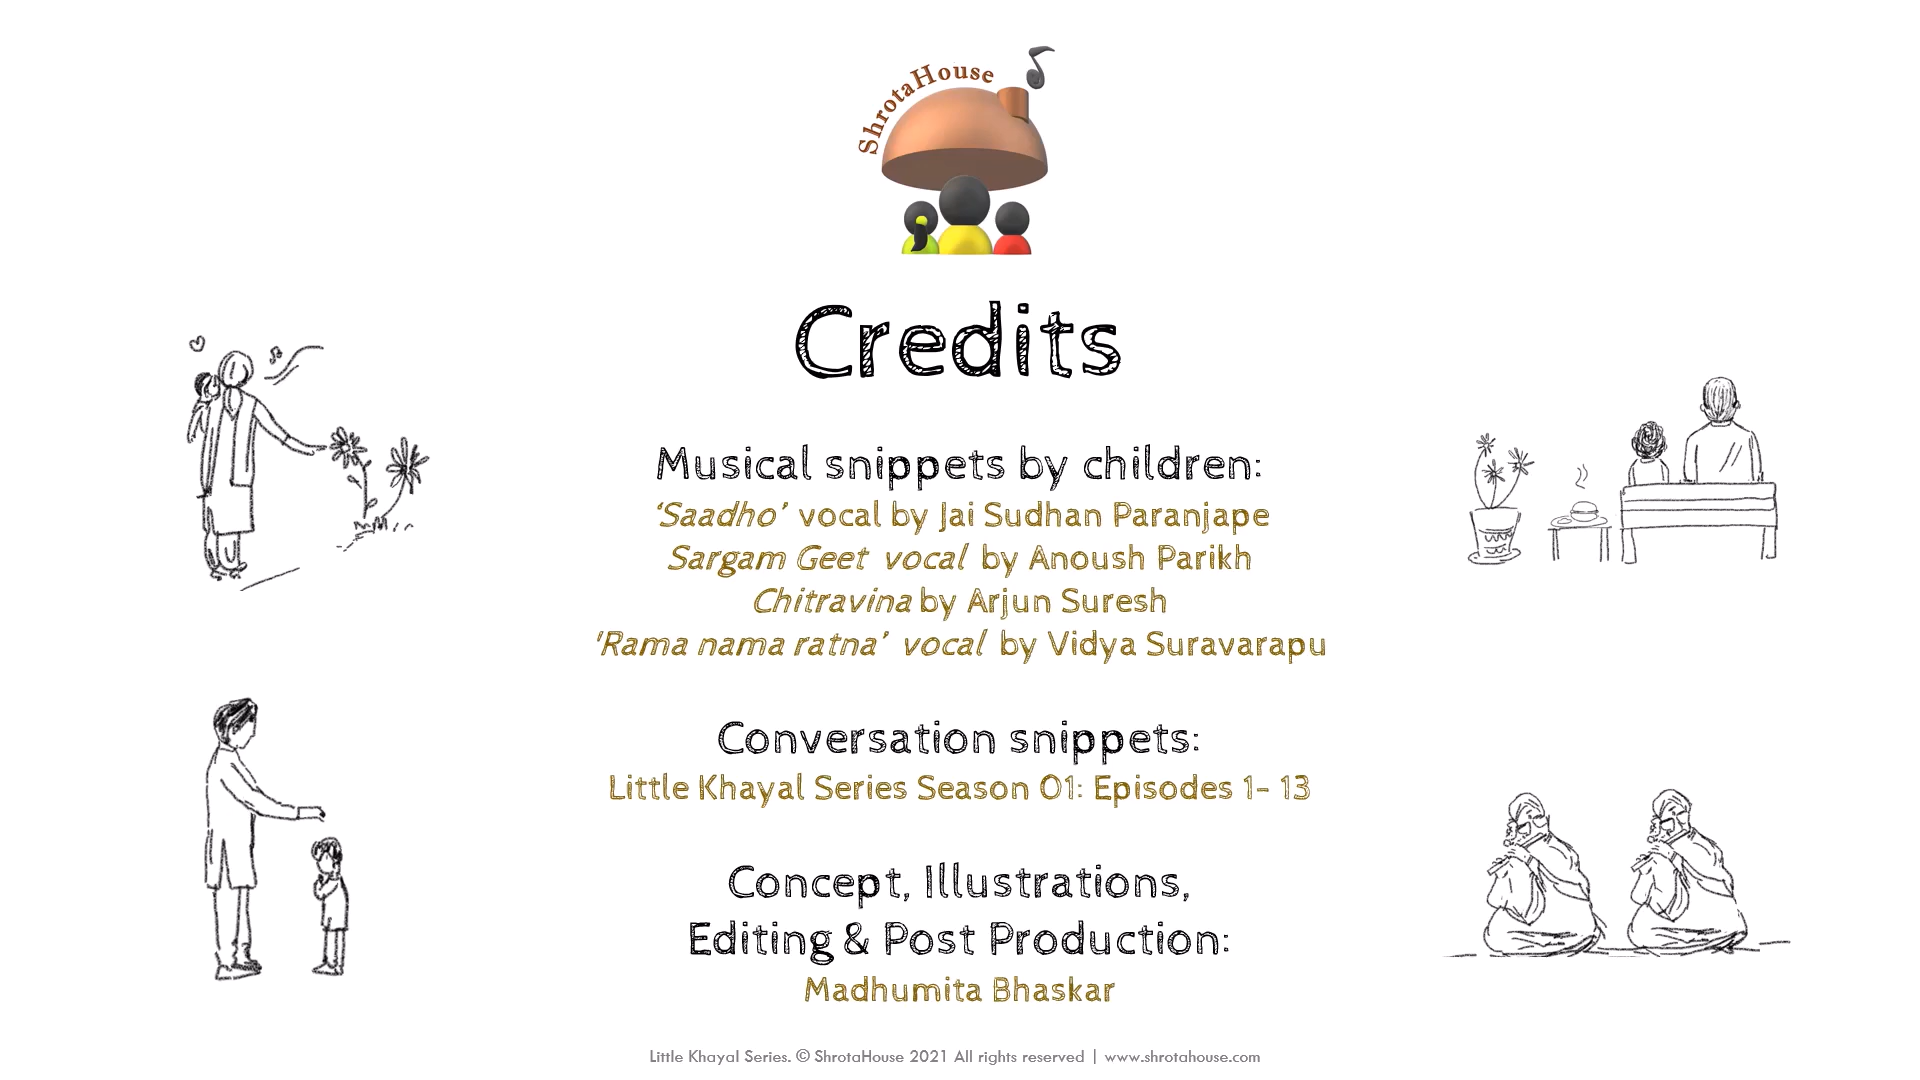 ShrotaHouse
Credits
Musical snippets by children:
‘Saadho’ vocal by Jai Sudhan Paranjape
Sargam Geet vocal by Anoush Parikh
Chitravina by Arjun Suresh
'Rama nama ratna’ vocal by Vidya Suravarapu
Conversation snippets:
Little Khayal Series Season 01: Episodes 1- 13
Concept, Illustrations,
Editing & Post Production:
Madhumita Bhaskar
Little Khayal Series. © ShrotaHouse 2021 All rights reserved | www.shrotahouse.com